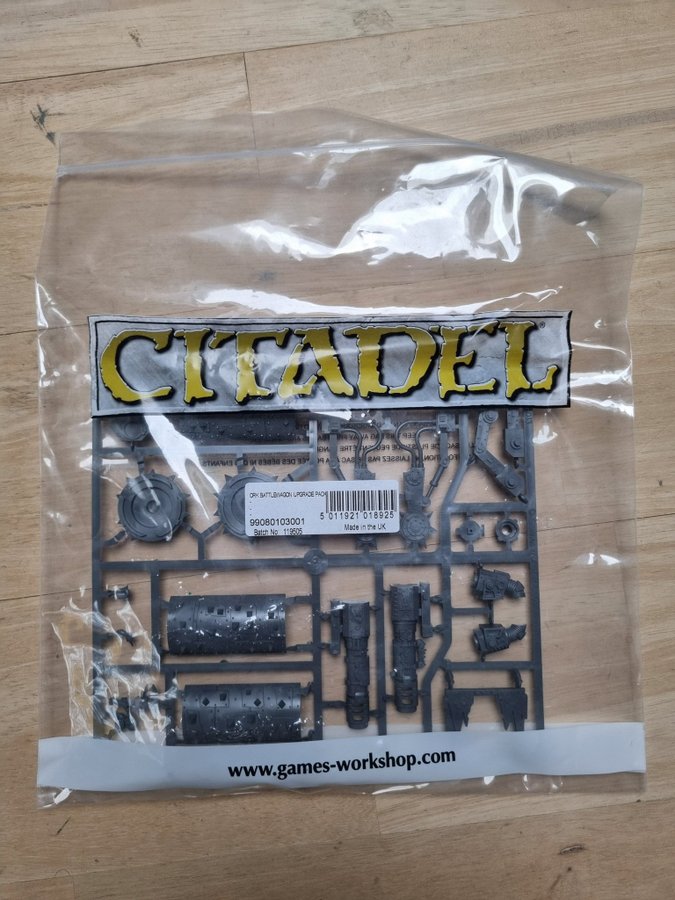 CITADEL®
ORK BATTLEWAGON UPGRADE PACK
99080103001
Batch No. 119505
5 011921 018925
Made in the UK
www.games-workshop.com